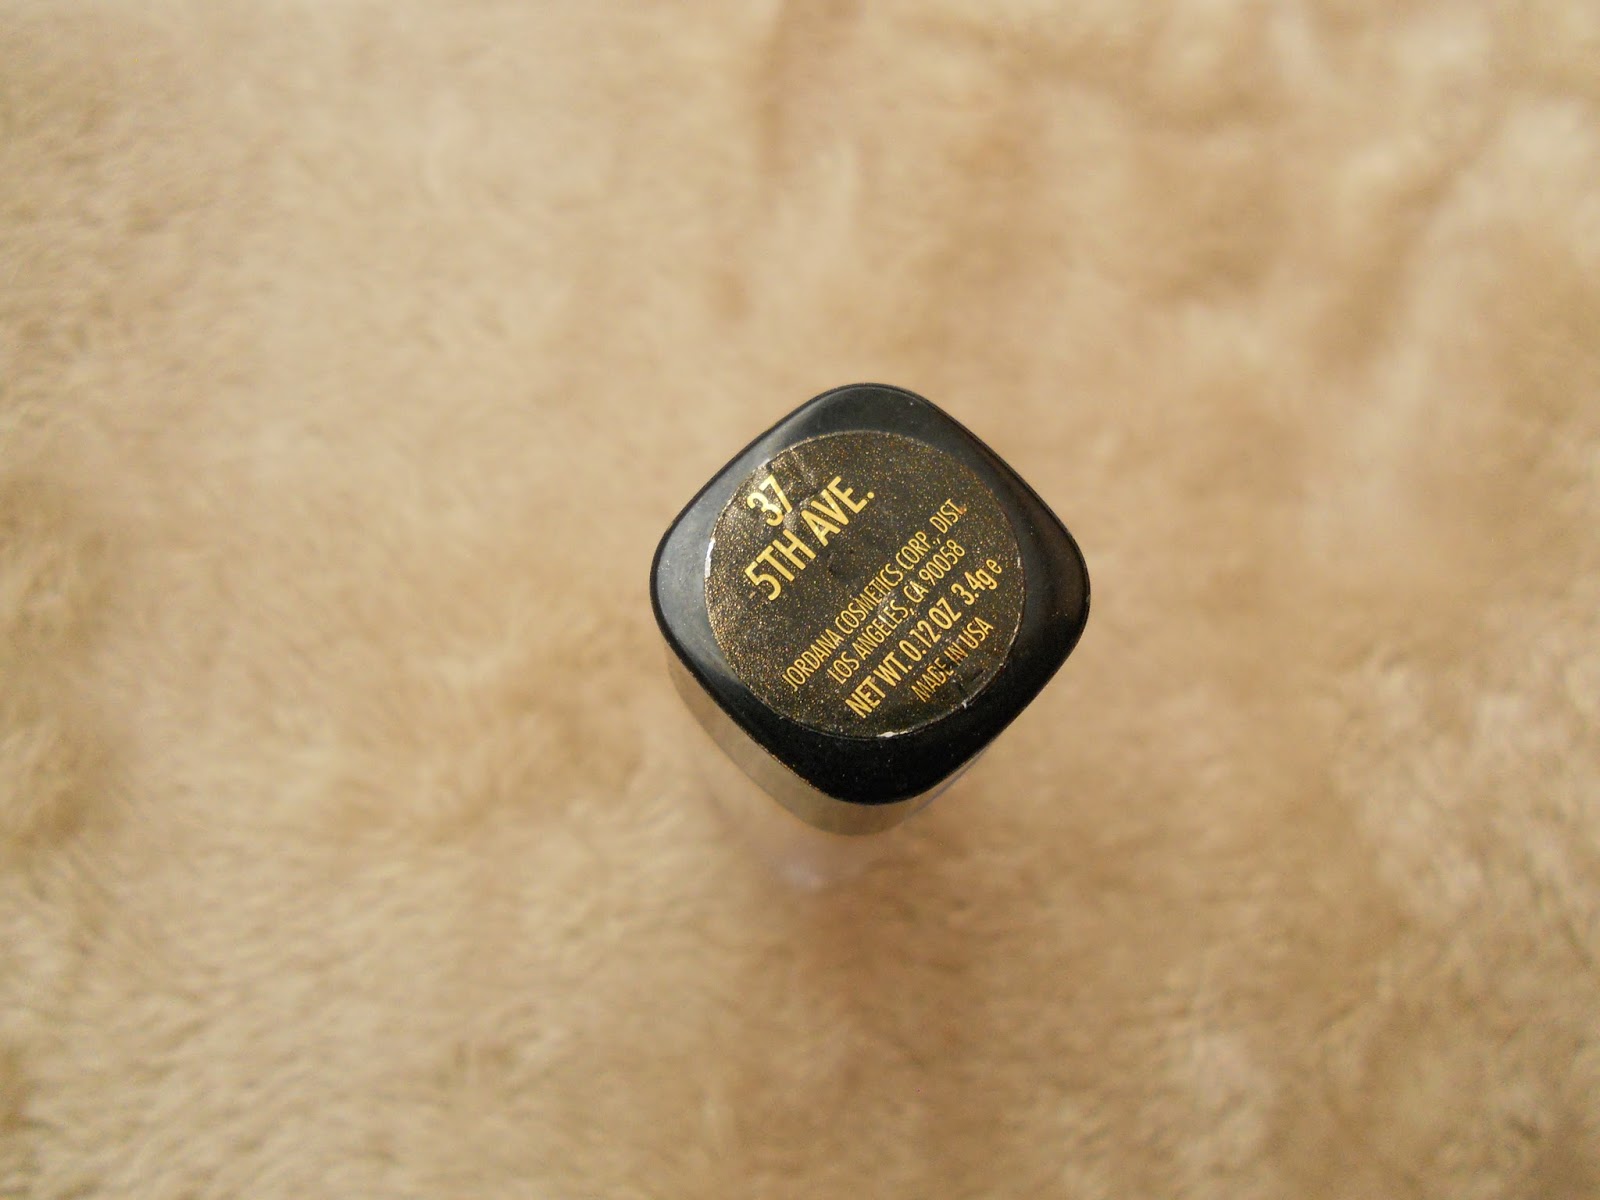 37
5TH AVE.
JORDANA COSMETICS CORP., DIST.
LOS ANGELES, CA 90058
NET WT. 0.12 OZ 3.4g e
MADE IN USA